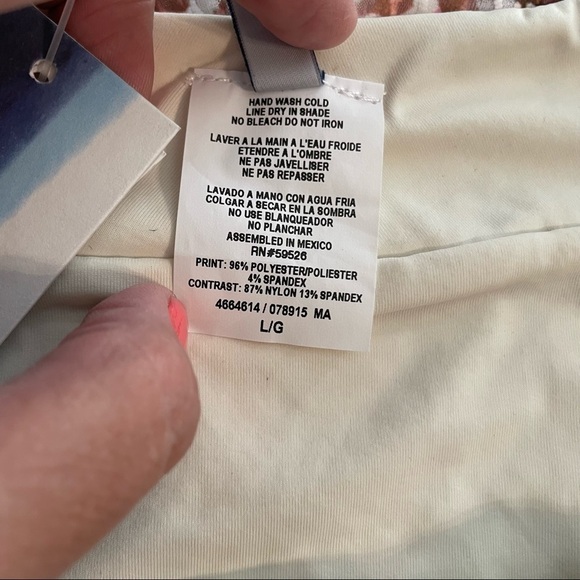 HAND WASH COLD
LINE DRY IN SHADE
NO BLEACH DO NOT IRON
LAVER A LA MAIN A L'EAU FROIDE
ETENDRE A L'OMBRE
NE PAS JAVELLISER
NE PAS REPASSER
LAVADO A MANO CON AGUA FRIA
COLGAR A SECAR EN LA SOMBRA
NO USE BLANQUEADOR
NO PLANCHAR
ASSEMBLED IN MEXICO
RN#59526
PRINT: 96% POLYESTER/POLIESTER
4% SPANDEX
CONTRAST: 87% NYLON 13% SPANDEX
4664614 / 078915 MA
L/G